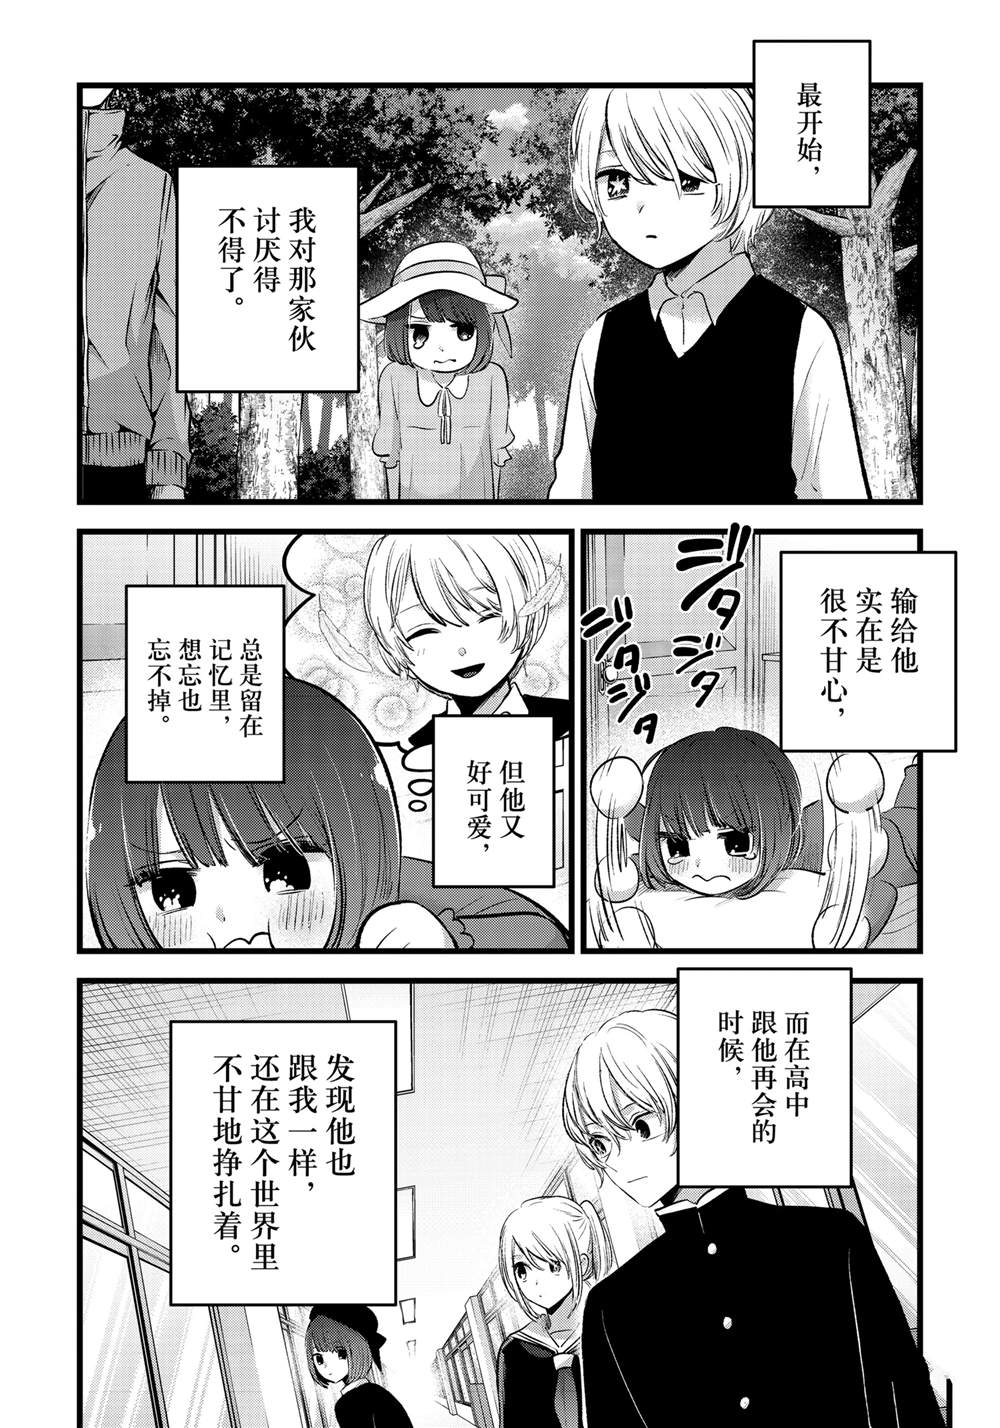 最开始，
我对那家伙
讨厌得
不得了。
输给他
实在是
很不甘心，
ジタ
ジタ
ジタ
ジタ
但他又
好可爱，
总是留在
记忆里，
想忘也
忘不掉。
而在高中
跟他再会的
时候，
发现他也
跟我一样，
还在这个世界里
不甘地挣扎着。